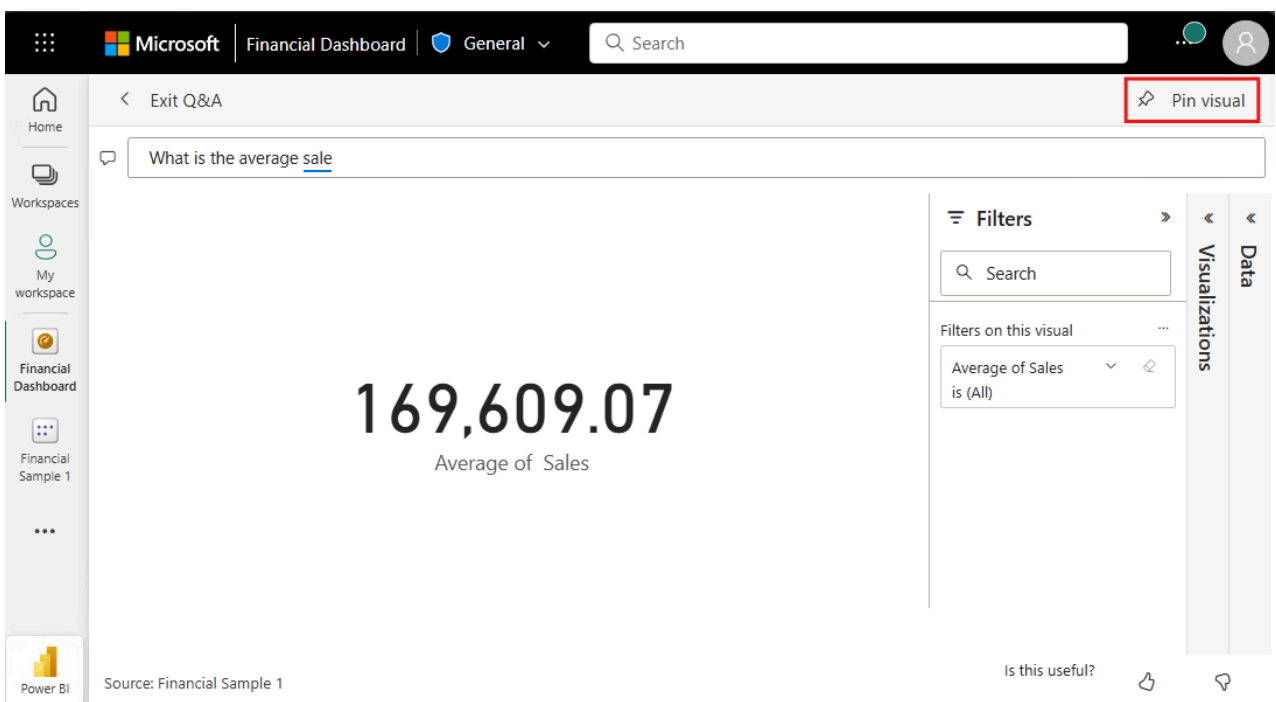 Microsoft Financial Dashboard General Search
Home
Exit Q&A
Pin visual
What is the average sale
Workspaces
My
workspace
Financial
Dashboard
Financial
Sample 1
Power BI
169,609.07
Average of Sales
Filters
Search
Filters on this visual
Average of Sales
is (All)
Visualizations
Data
Source: Financial Sample 1
Is this useful?